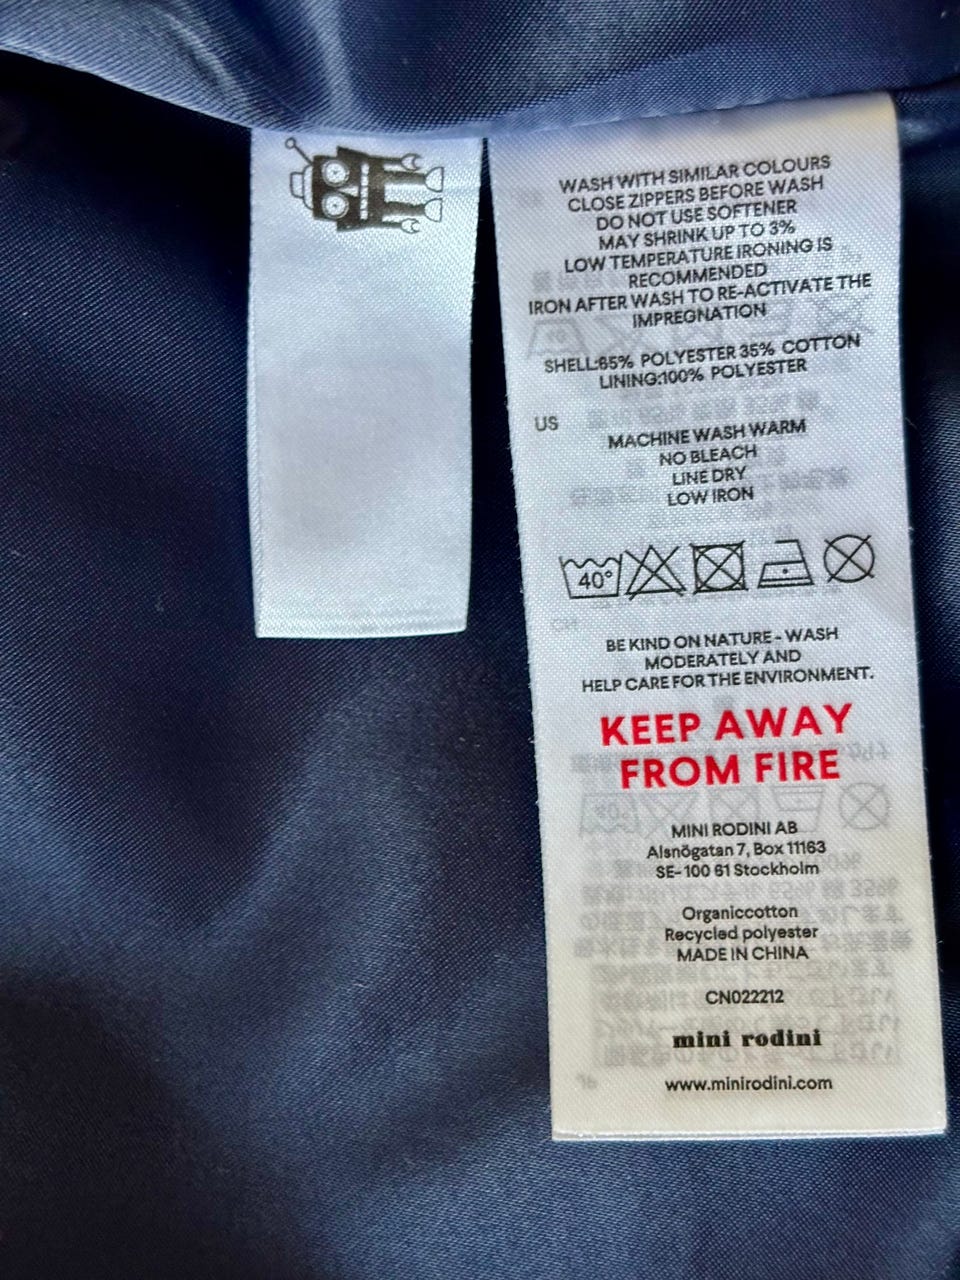 WASH WITH SIMILAR COLOURS
CLOSE ZIPPERS BEFORE WASH
DO NOT USE SOFTENER
MAY SHRINK UP TO 3%
LOW TEMPERATURE IRONING IS
RECOMMENDED
IRON AFTER WASH TO RE-ACTIVATE THE
IMPREGNATION
SHELL:65% POLYESTER 35% COTTON
LINING:100% POLYESTER
US
MACHINE WASH WARM
NO BLEACH
LINE DRY
LOW IRON
40°
BE KIND ON NATURE - WASH
MODERATELY AND
HELP CARE FOR THE ENVIRONMENT.
KEEP AWAY
FROM FIRE
MINI RODINI AB
Alsnögatan 7, Box 11163
SE-100 61 Stockholm
Organiccotton
Recycled polyester
MADE IN CHINA
CN022212
mini rodini
www.minirodini.com